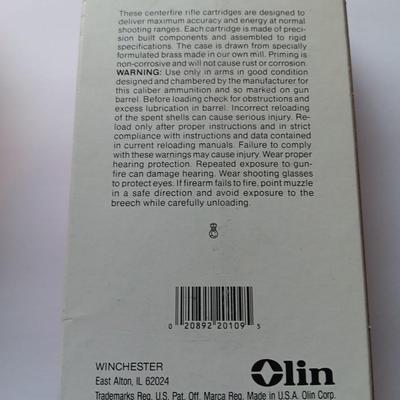 These centerfire rifle cartridges are designed to
deliver maximum accuracy and energy at normal
shooting ranges. Each cartridge is made of preci-
sion built components and assembled to rigid
specifications. The case is drawn from specially
formulated brass made in our own mill. Priming is
non-corrosive and will not cause rust or corrosion.
WARNING: Use only in arms in good condition
designed and chambered by the manufacturer for
this caliber ammunition and so marked on gun
barrel. Before loading check for obstructions and
excess lubrication in barrel. Incorrect reloading
of the spent shells can cause serious injury. Re-
load only after proper instructions and in strict
compliance with instructions and data contained
in current reloading manuals. Failure to comply
with these warnings may cause injury. Wear proper
hearing protection. Repeated exposure to gun-
fire can damage hearing. Wear shooting glasses
to protect eyes. If firearm fails to fire, point muzzle
in a safe direction and avoid exposure to the
breech while carefully unloading.
0 20892 20109 5
WINCHESTER
East Alton, IL 62024
Olin
Trademarks Reg. U.S. Pat. Off. Marca Reg. Made in U.S.A. Olin Corp.